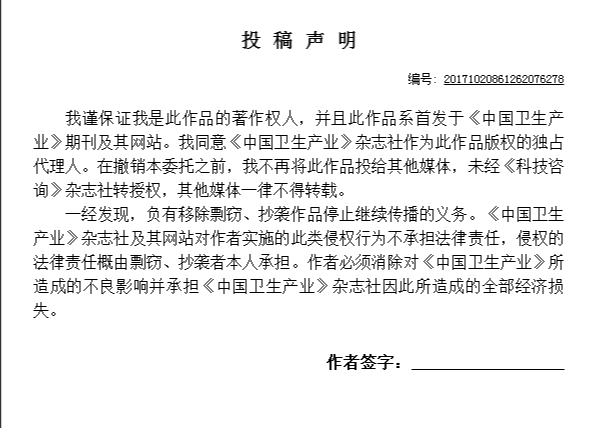 投 稿 声 明
编号: 20171020861262076278
我谨保证我是此作品的著作权人，并且此作品系首发于《中国卫生产
业》期刊及其网站。我同意《中国卫生产业》杂志社作为此作品版权的独占
代理人。在撤销本委托之前，我不再将此作品投给其他媒体，未经《科技咨
询》杂志社转授权，其他媒体一律不得转载。
一经发现，负有移除剽窃、抄袭作品停止继续传播的义务。《中国卫生
产业》杂志社及其网站对作者实施的此类侵权行为不承担法律责任，侵权的
法律责任概由剽窃、抄袭者本人承担。作者必须消除对《中国卫生产业》所
造成的不良影响并承担《中国卫生产业》杂志社因此所造成的全部经济损
失。
作者签字：